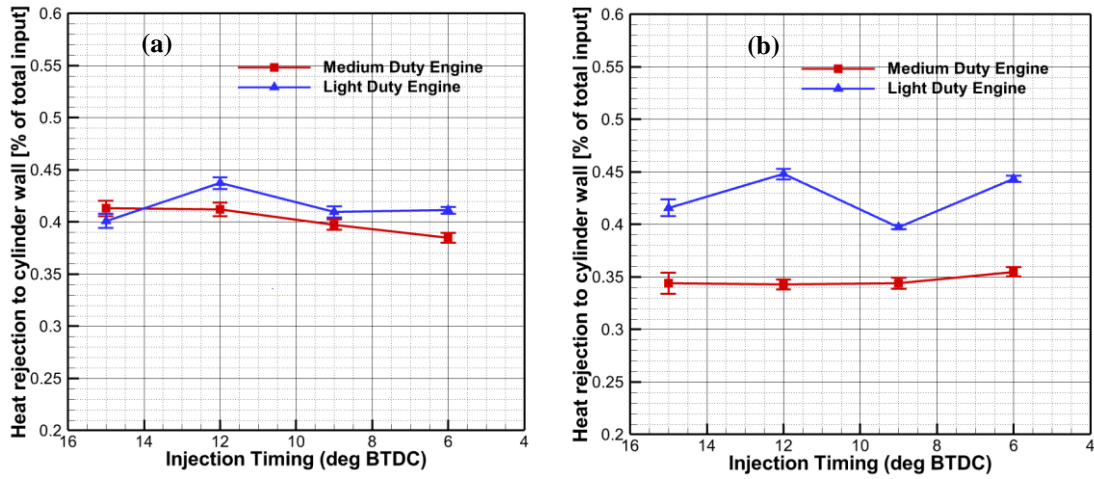 (a)
Medium Duty Engine
Light Duty Engine
Heat rejection to cylinder wall [% of total input]
0.6
0.55
0.5
0.45
0.4
0.35
0.3
0.25
0.2
16 14 12 10 8 6 4
Injection Timing (deg BTDC)
(b)
Medium Duty Engine
Light Duty Engine
Heat rejection to cylinder wall [% of total input]
0.6
0.55
0.5
0.45
0.4
0.35
0.3
0.25
0.2
16 14 12 10 8 6 4
Injection Timing (deg BTDC)